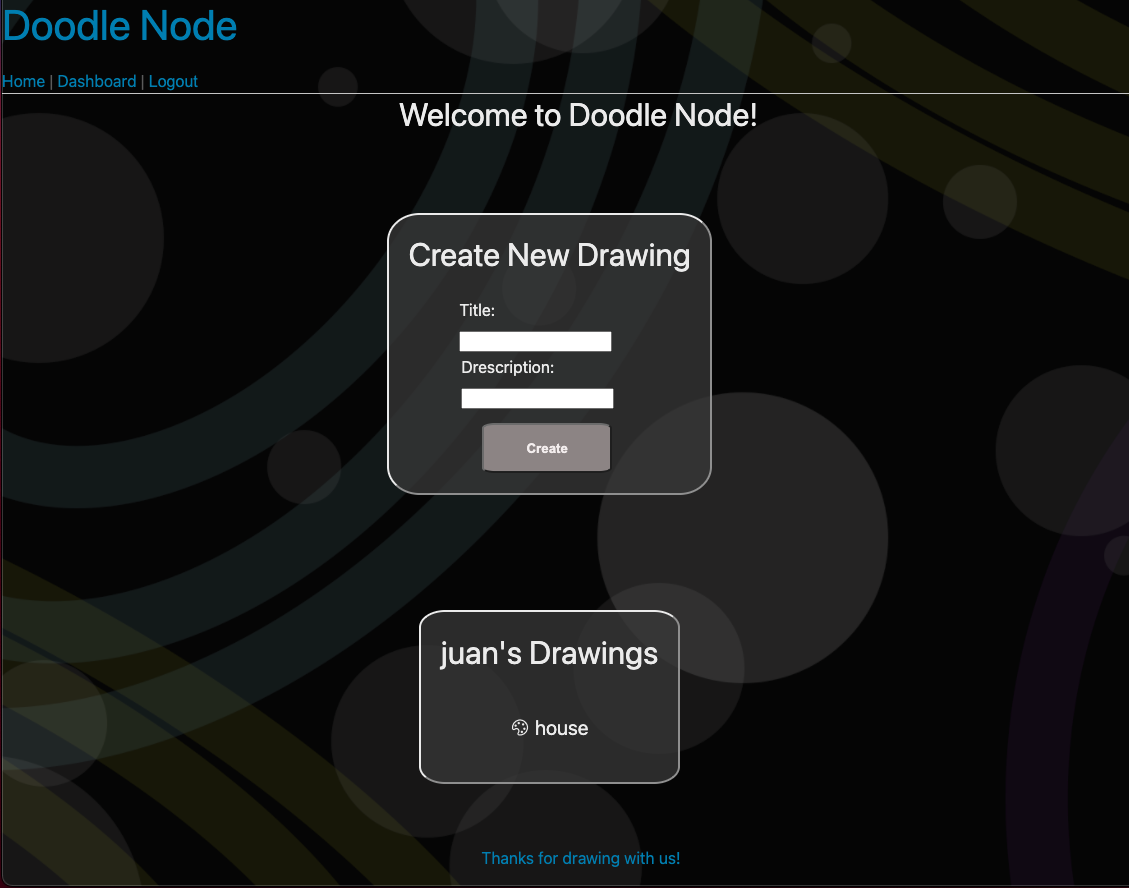 Doodle Node
Home | Dashboard | Logout
Welcome to Doodle Node!
Create New Drawing
Title:
Drescription:
Create
juan's Drawings
house
Thanks for drawing with us!